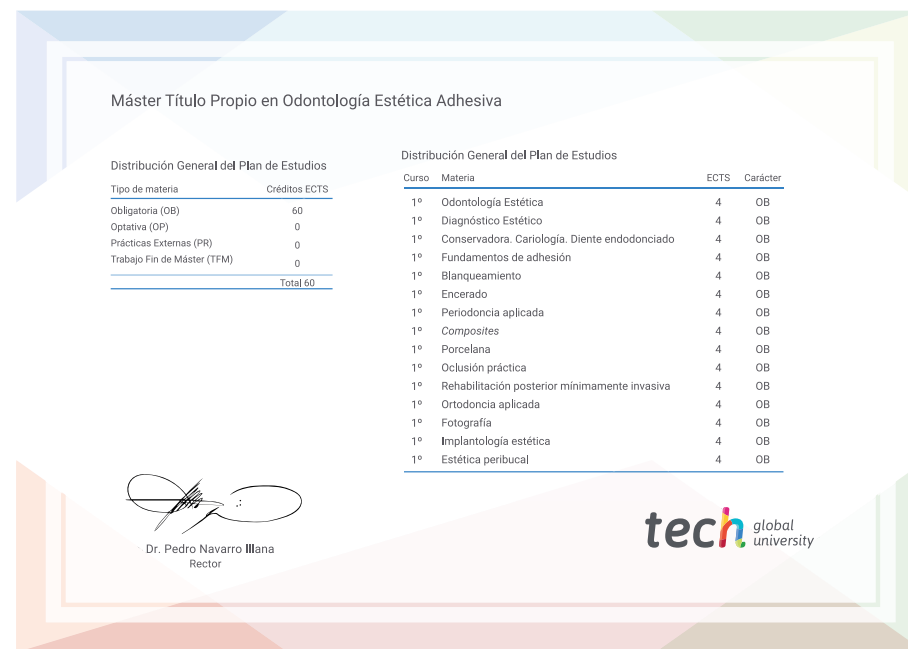 Máster Título Propio en Odontología Estética Adhesiva
Distribución General del Plan de Estudios
Tipo de materia Créditos ECTS
Obligatoria (OB) 60
Optativa (OP) 0
Prácticas Externas (PR) 0
Trabajo Fin de Máster (TFM) 0
Total 60
Distribución General del Plan de Estudios
Curso Materia ECTS Carácter
1º Odontología Estética 4 OB
1º Diagnóstico Estético 4 OB
1º Conservadora. Cariología. Diente endodonciado 4 OB
1º Fundamentos de adhesión 4 OB
1º Blanqueamiento 4 OB
1º Encerado 4 OB
1º Periodoncia aplicada 4 OB
1º Composites 4 OB
1º Porcelana 4 OB
1º Oclusión práctica 4 OB
1º Rehabilitación posterior mínimamente invasiva 4 OB
1º Ortodoncia aplicada 4 OB
1º Fotografía 4 OB
1º Implantología estética 4 OB
1º Estética peribucal 4 OB
Dr. Pedro Navarro Illana
Rector
tech global
university